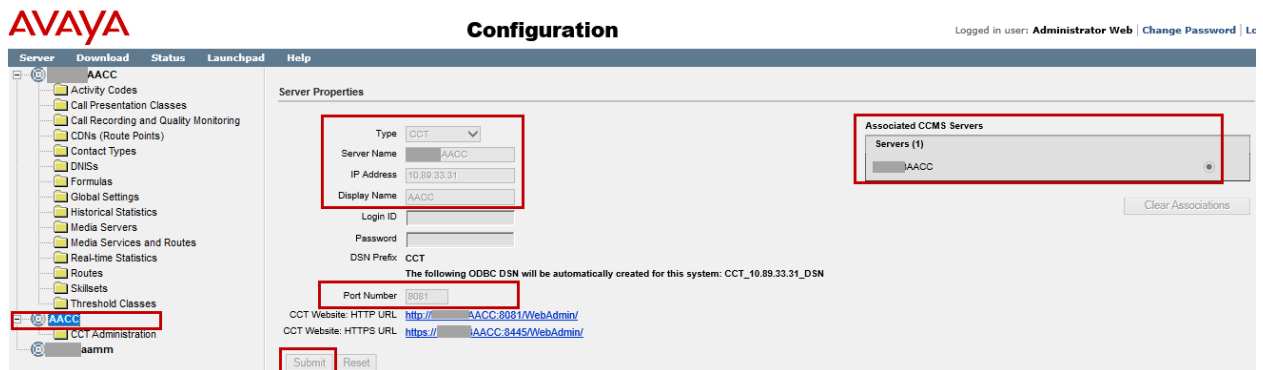 AVAYA
Configuration
Logged in user: Administrator Web | Change Password | Lo
Server Download Status Launchpad Help
AACC
Activity Codes
Call Presentation Classes
Call Recording and Quality Monitoring
CDNs (Route Points)
Contact Types
DNISs
Formulas
Global Settings
Historical Statistics
Media Servers
Media Services and Routes
Real-time Statistics
Routes
Skillsets
Threshold Classes
AACC
CCT Administration
aamm
Server Properties
Type CCT
Server Name AACC
IP Address 10.89.33.31
Display Name AACC
Login ID
Password
DSN Prefix CCT
The following ODBC DSN will be automatically created for this system: CCT_10.89.33.31_DSN
Port Number 8081
CCT Website: HTTP URL http:// AACC:8081/WebAdmin/
CCT Website: HTTPS URL https:// AACC:8445/WebAdmin/
Submit Reset
Associated CCMS Servers
Servers (1)
AACC
Clear Associations